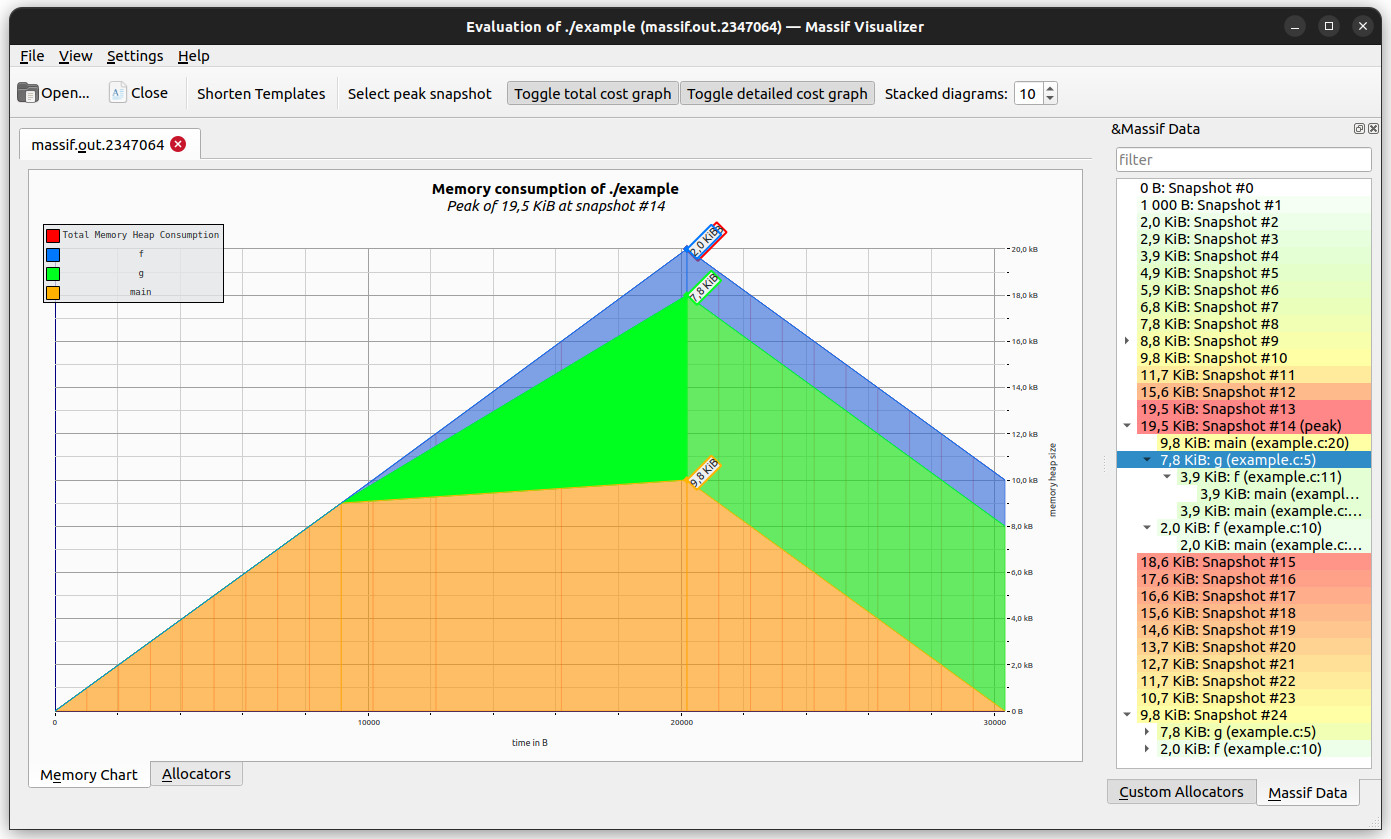 Evaluation of ./example (massif.out.2347064) — Massif Visualizer
File View Settings Help
Open... Close Shorten Templates Select peak snapshot Toggle total cost graph Toggle detailed cost graph Stacked diagrams: 10
massif.out.2347064
Memory consumption of ./example
Peak of 19,5 KiB at snapshot #14
Total Memory Heap Consumption
f
g
main
2,0 KiB
7,8 KiB
9,8 KiB
20,0 kB
18,0 kB
16,0 kB
14,0 kB
12,0 kB
10,0 kB
8,0 kB
6,0 kB
4,0 kB
2,0 kB
0 B
memory heap size
0 10000 20000 30000
time in B
Memory Chart Allocators
&Massif Data
filter
0 B: Snapshot #0
1 000 B: Snapshot #1
2,0 KiB: Snapshot #2
2,9 KiB: Snapshot #3
3,9 KiB: Snapshot #4
4,9 KiB: Snapshot #5
5,9 KiB: Snapshot #6
6,8 KiB: Snapshot #7
7,8 KiB: Snapshot #8
8,8 KiB: Snapshot #9
9,8 KiB: Snapshot #10
11,7 KiB: Snapshot #11
15,6 KiB: Snapshot #12
19,5 KiB: Snapshot #13
19,5 KiB: Snapshot #14 (peak)
9,8 KiB: main (example.c:20)
7,8 KiB: g (example.c:5)
3,9 KiB: f (example.c:11)
3,9 KiB: main (exampl...
3,9 KiB: main (example.c:...
2,0 KiB: f (example.c:10)
2,0 KiB: main (example.c:...
18,6 KiB: Snapshot #15
17,6 KiB: Snapshot #16
16,6 KiB: Snapshot #17
15,6 KiB: Snapshot #18
14,6 KiB: Snapshot #19
13,7 KiB: Snapshot #20
12,7 KiB: Snapshot #21
11,7 KiB: Snapshot #22
10,7 KiB: Snapshot #23
9,8 KiB: Snapshot #24
7,8 KiB: g (example.c:5)
2,0 KiB: f (example.c:10)
Custom Allocators Massif Data